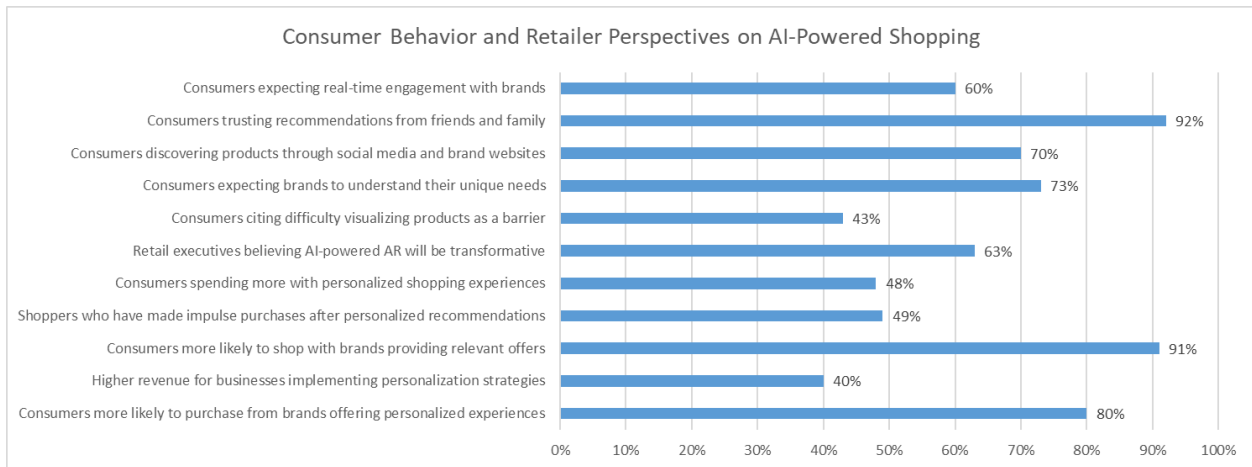 Consumer Behavior and Retailer Perspectives on AI-Powered Shopping
Consumers expecting real-time engagement with brands 60%
Consumers trusting recommendations from friends and family 92%
Consumers discovering products through social media and brand websites 70%
Consumers expecting brands to understand their unique needs 73%
Consumers citing difficulty visualizing products as a barrier 43%
Retail executives believing AI-powered AR will be transformative 63%
Consumers spending more with personalized shopping experiences 48%
Shoppers who have made impulse purchases after personalized recommendations 49%
Consumers more likely to shop with brands providing relevant offers 91%
Higher revenue for businesses implementing personalization strategies 40%
Consumers more likely to purchase from brands offering personalized experiences 80%
0% 10% 20% 30% 40% 50% 60% 70% 80% 90% 100%